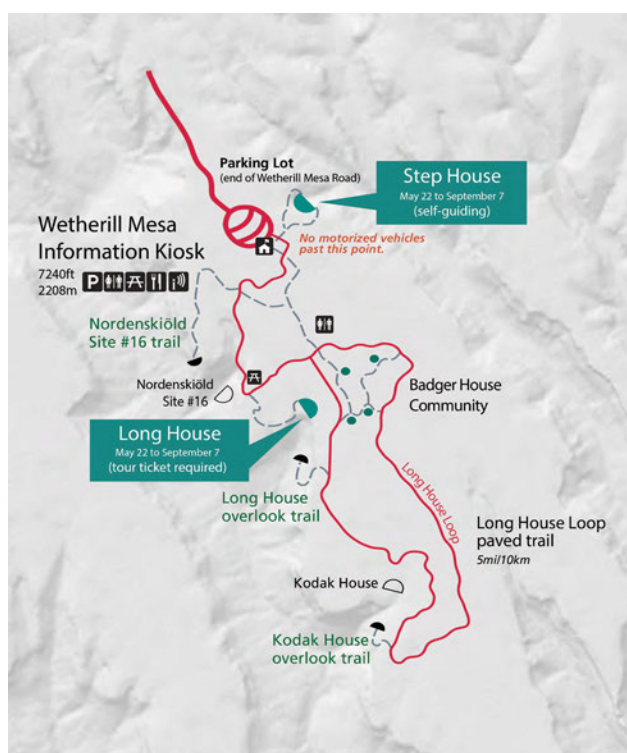 Parking Lot
(end of Wetherill Mesa Road)
Step House
May 22 to September 7
(self-guiding)
No motorized vehicles
past this point.
Wetherill Mesa
Information Kiosk
7240ft
2208m
P
Nordenskiöld
Site #16 trail
Nordenskiöld
Site #16
Badger House
Community
Long House
May 22 to September 7
(tour ticket required)
Long House
overlook trail
Long House Loop
Long House Loop
paved trail
5mi/10km
Kodak House
Kodak House
overlook trail